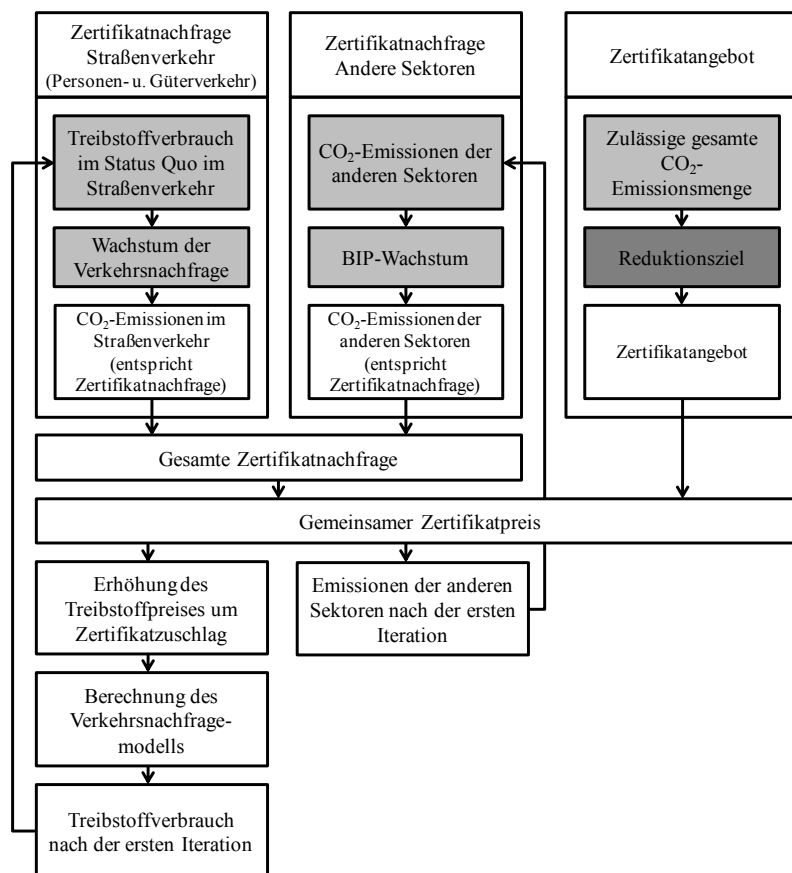 Zertifikatnachfrage
Straßenverkehr
(Personen- u. Güterverkehr)
Treibstoffverbrauch
im Status Quo im
Straßenverkehr
Wachstum der
Verkehrsnachfrage
CO₂-Emissionen im
Straßenverkehr
(entspricht
Zertifikatnachfrage)
Zertifikatnachfrage
Andere Sektoren
CO₂-Emissionen der
anderen Sektoren
BIP-Wachstum
CO₂-Emissionen der
anderen Sektoren
(entspricht
Zertifikatnachfrage)
Zertifikatangebot
Zulässige gesamte
CO₂-
Emissionsmenge
Reduktionsziel
Zertifikatangebot
Gesamte Zertifikatnachfrage
Gemeinsamer Zertifikatpreis
Erhöhung des
Treibstoffpreises um
Zertifikatzuschlag
Berechnung des
Verkehrsnachfrage-
modells
Treibstoffverbrauch
nach der ersten Iteration
Emissionen der anderen
Sektoren nach der ersten
Iteration